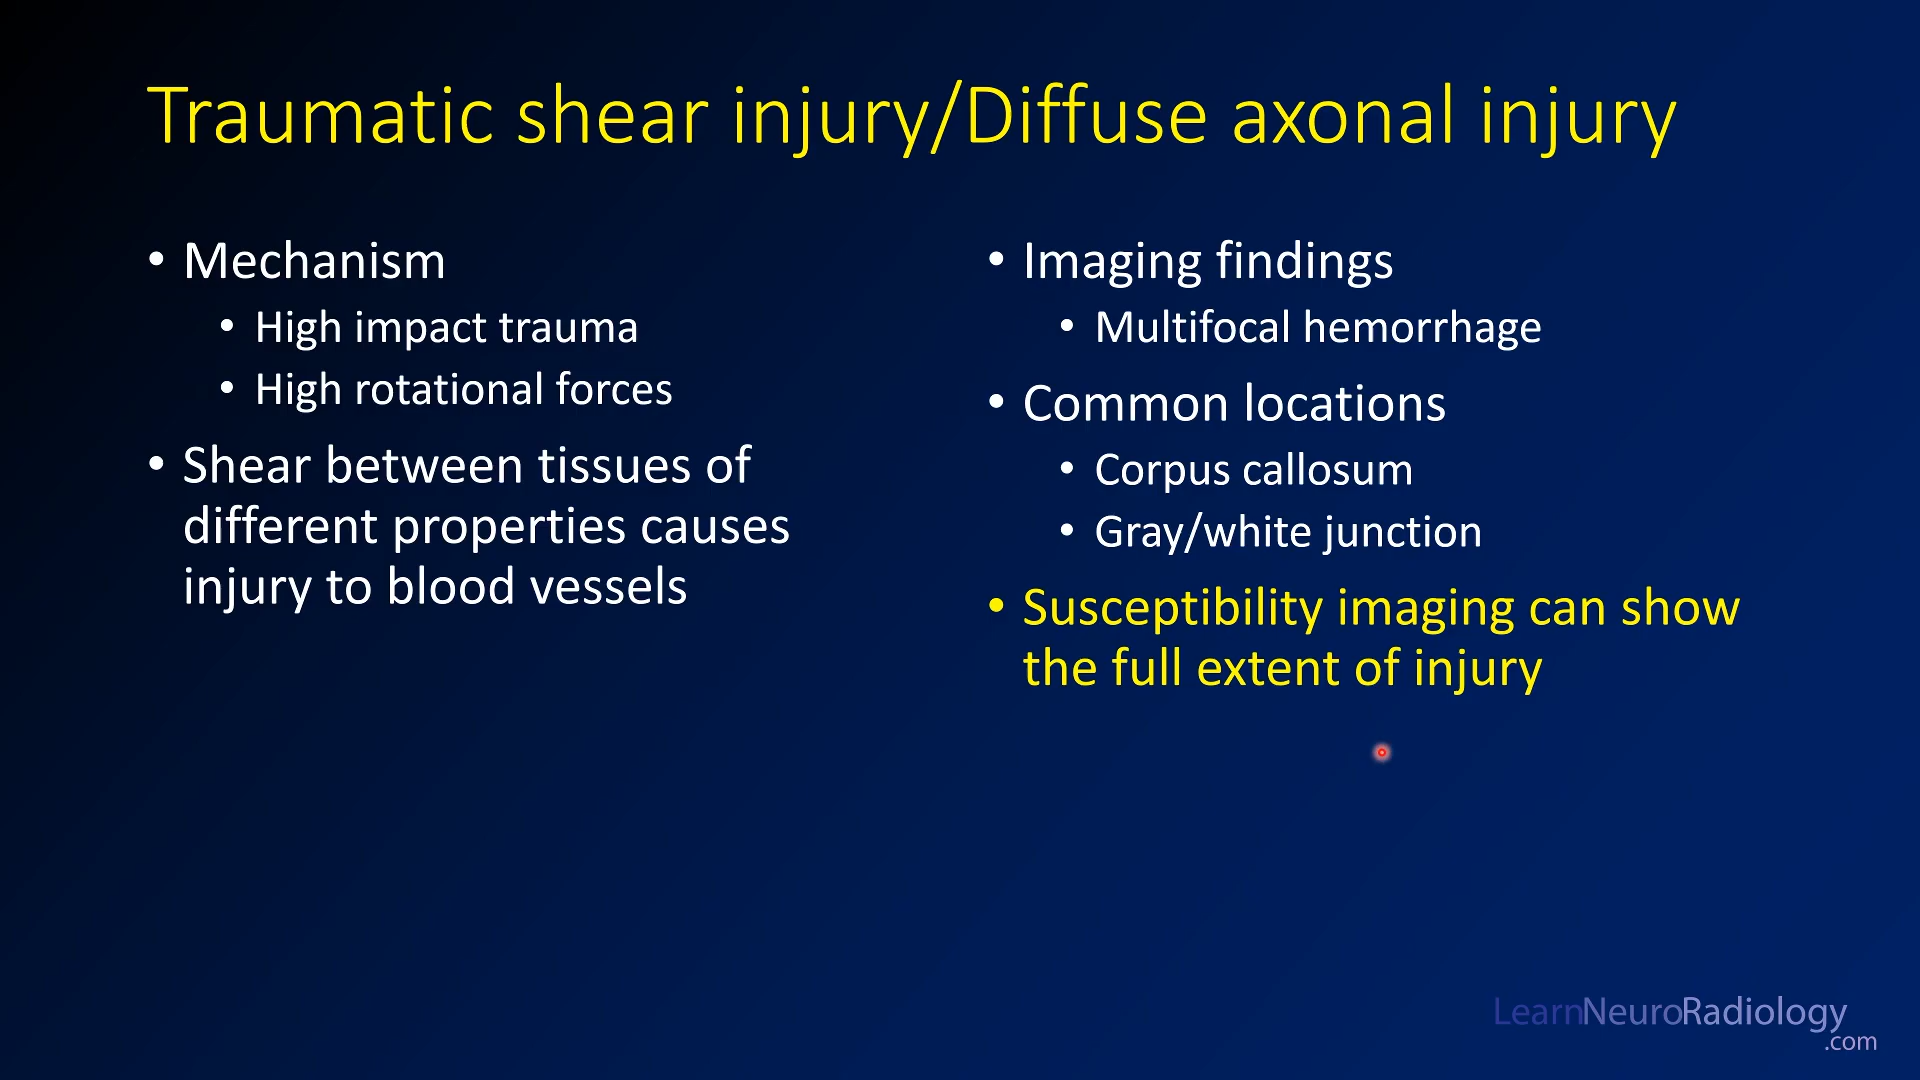 Traumatic shear injury/Diffuse axonal injury
• Mechanism
• High impact trauma
• High rotational forces
• Shear between tissues of
different properties causes
injury to blood vessels
• Imaging findings
• Multifocal hemorrhage
• Common locations
• Corpus callosum
• Gray/white junction
• Susceptibility imaging can show
the full extent of injury
LearnNeuroRadiology
.com